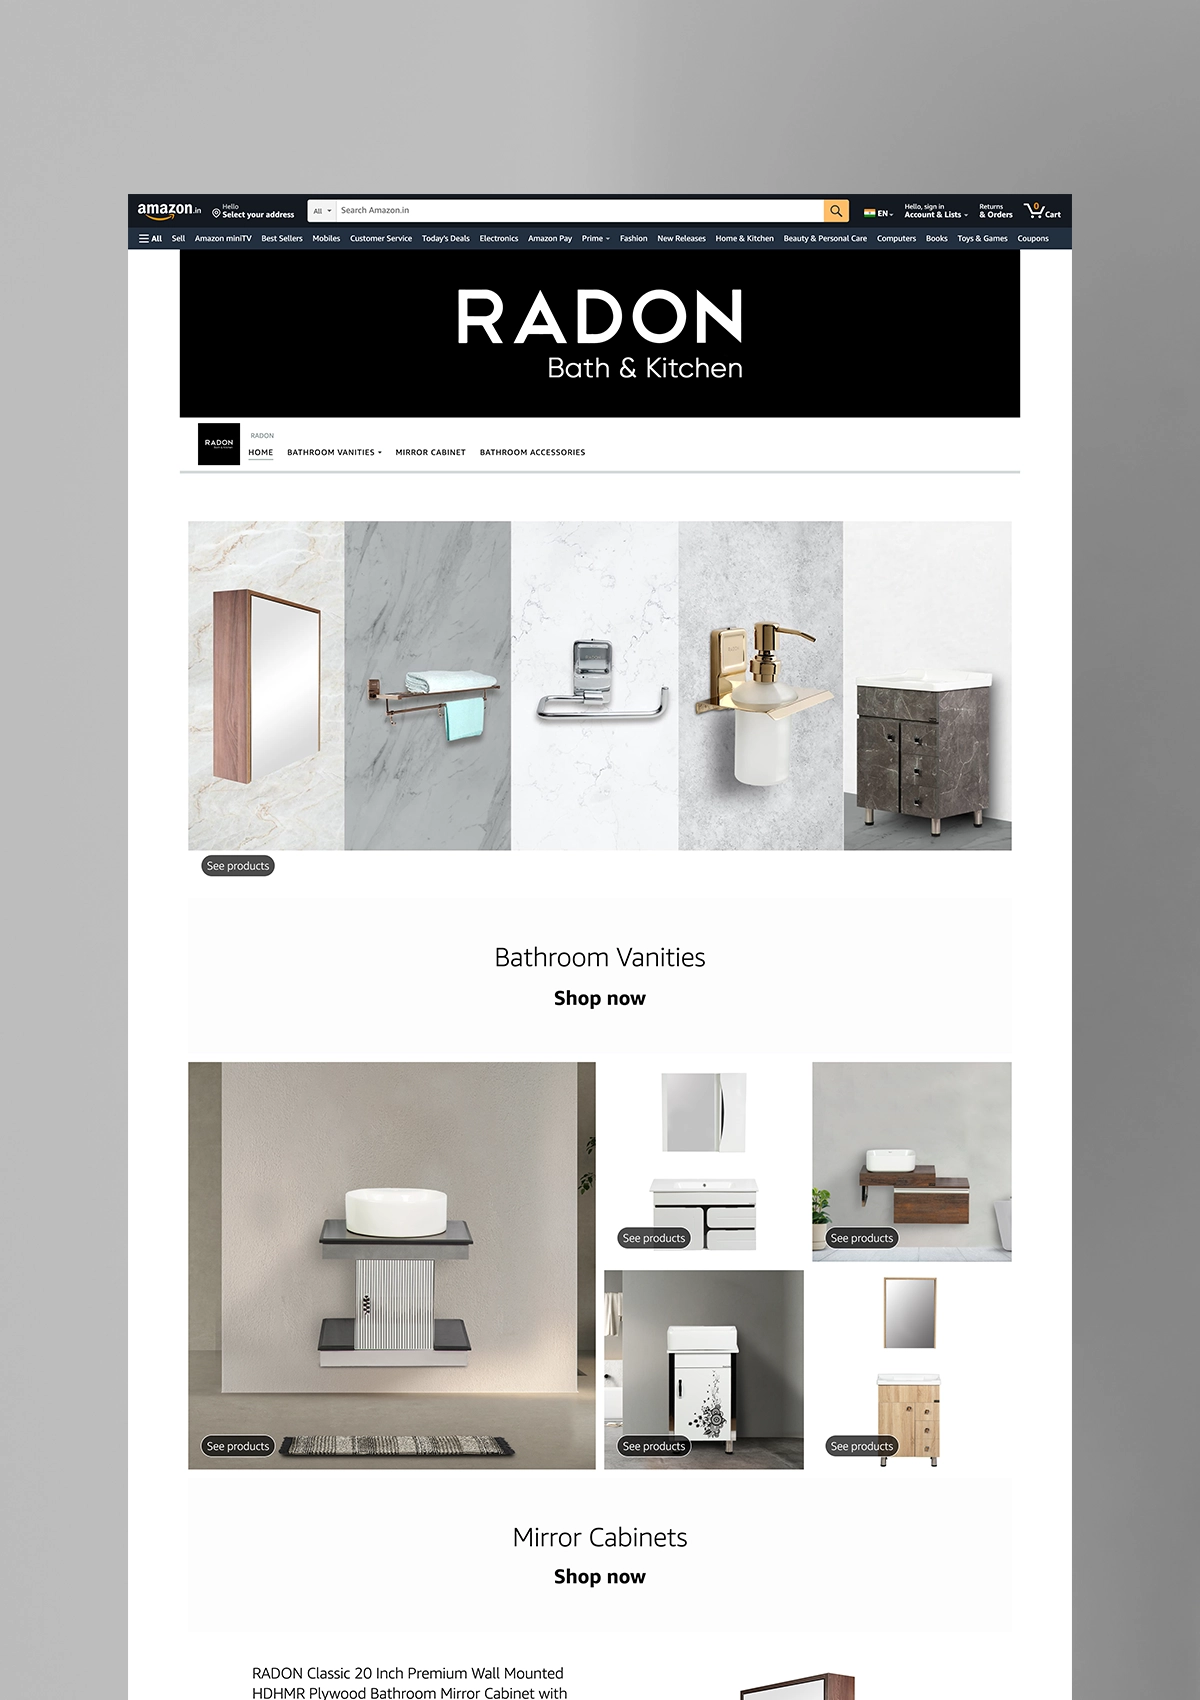 amazon.in
Hello
Select your address
All
Search Amazon.in
EN
Hello, sign in
Account & Lists
Returns
& Orders
0
Cart
All Sell Amazon miniTV Best Sellers Mobiles Customer Service Today's Deals Electronics Amazon Pay Prime Fashion New Releases Home & Kitchen Beauty & Personal Care Computers Books Toys & Games Coupons
RADON
Bath & Kitchen
RADON
RADON
HOME BATHROOM VANITIES MIRROR CABINET BATHROOM ACCESSORIES
See products
Bathroom Vanities
Shop now
See products
See products
See products
See products
See products
Mirror Cabinets
Shop now
RADON Classic 20 Inch Premium Wall Mounted
HDHMR Plywood Bathroom Mirror Cabinet with